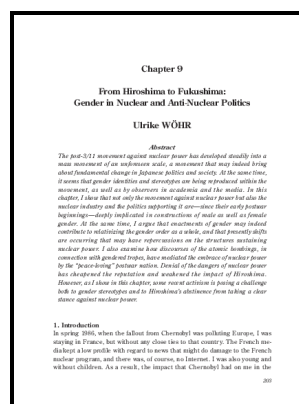 Chapter 9
From Hiroshima to Fukushima:
Gender in Nuclear and Anti-Nuclear Politics
Ulrike WÖHR
Abstract
The post-3/11 movement against nuclear power has developed steadily into a
mass movement of an unforeseen scale, a movement that may indeed bring
about fundamental change in Japanese politics and society. At the same time,
it seems that gender identities and stereotypes are being reproduced within the
movement, as well as by observers in academia and the media. In this
chapter, I show that not only the movement against nuclear power but also the
nuclear industry and the politics supporting it are—since their early postwar
beginnings—deeply implicated in constructions of male as well as female
gender. At the same time, I argue that enactments of gender may indeed
contribute to relativizing the gender order as a whole, and that presently shifts
are occurring that may have repercussions on the structures sustaining
nuclear power. I also examine how discourses of the atomic bombings, in
connection with gendered tropes, have mediated the embrace of nuclear power
by the “peace-loving” postwar nation. Denial of the dangers of nuclear power
has cheapened the reputation and weakened the impact of Hiroshima.
However, as I show in this chapter, some recent activism is posing a challenge
both to gender stereotypes and to Hiroshima's abstinence from taking a clear
stance against nuclear power.
1. Introduction
In spring 1986, when the fallout from Chernobyl was polluting Europe, I was
staying in France, but without any close ties to that country. The French me-
dia kept a low profile with regard to news that might do damage to the French
nuclear program, and there was, of course, no Internet. I was also young and
without children. As a result, the impact that Chernobyl had on me in the
203